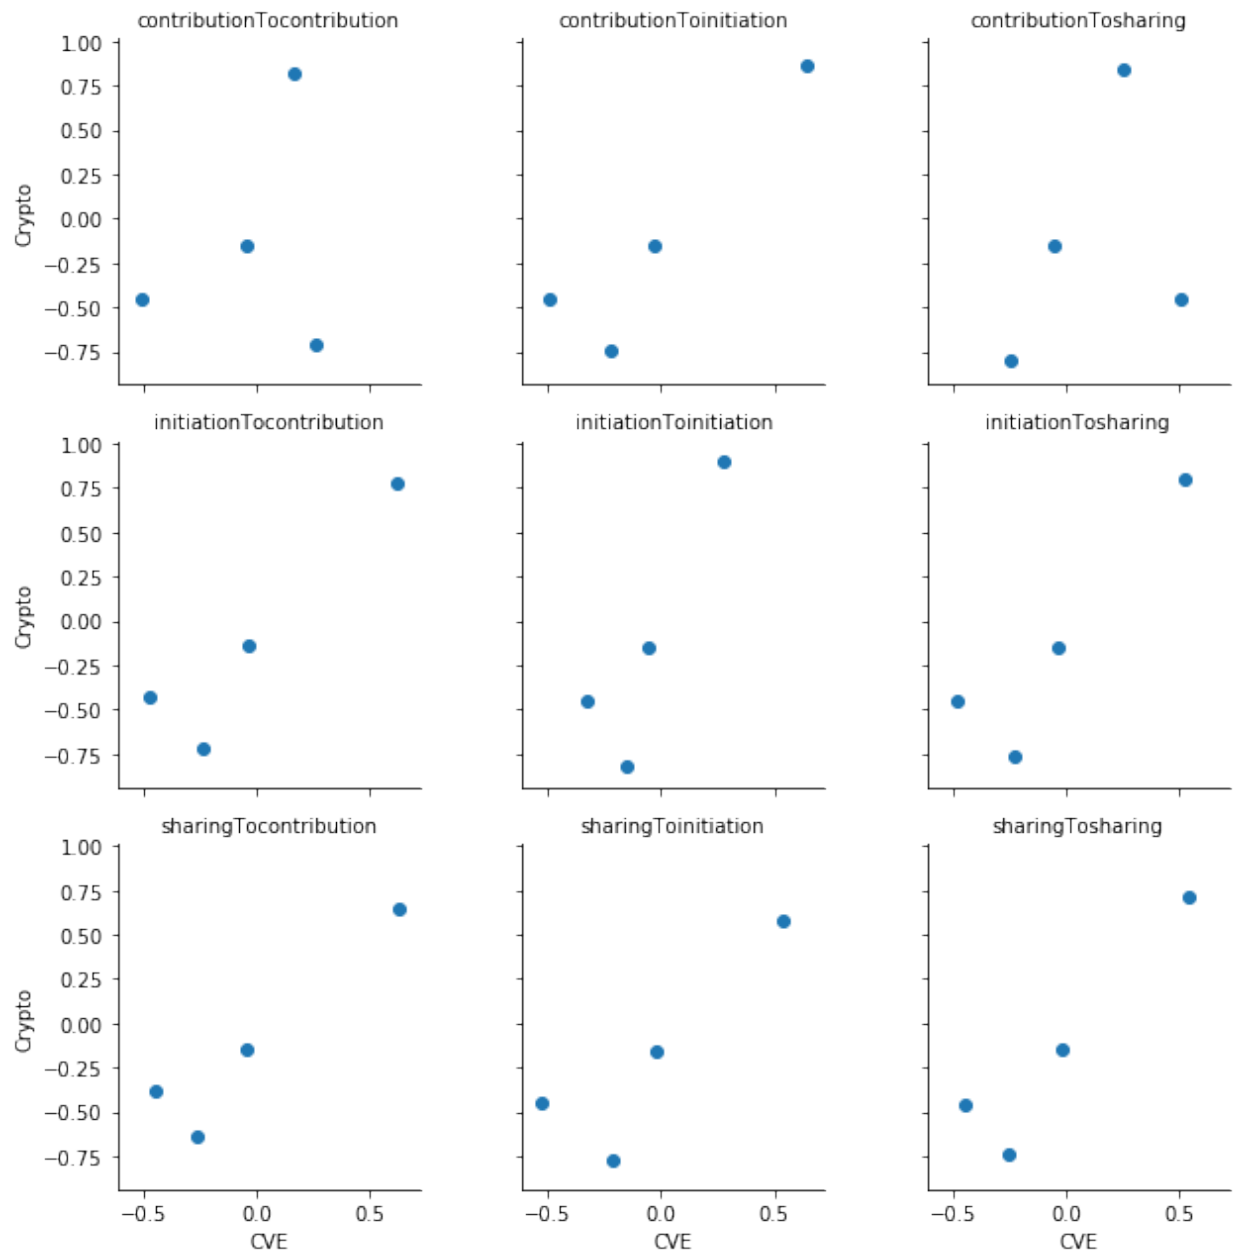 contributionTocontribution
contributionToinitiation
contributionTosharing
1.00
0.75
0.50
0.25
0.00
−0.25
−0.50
−0.75
Crypto
initiationTocontribution
initiationToinitiation
initiationTosharing
1.00
0.75
0.50
0.25
0.00
−0.25
−0.50
−0.75
Crypto
sharingTocontribution
sharingToinitiation
sharingTosharing
1.00
0.75
0.50
0.25
0.00
−0.25
−0.50
−0.75
Crypto
−0.5 0.0 0.5
−0.5 0.0 0.5
−0.5 0.0 0.5
CVE
CVE
CVE